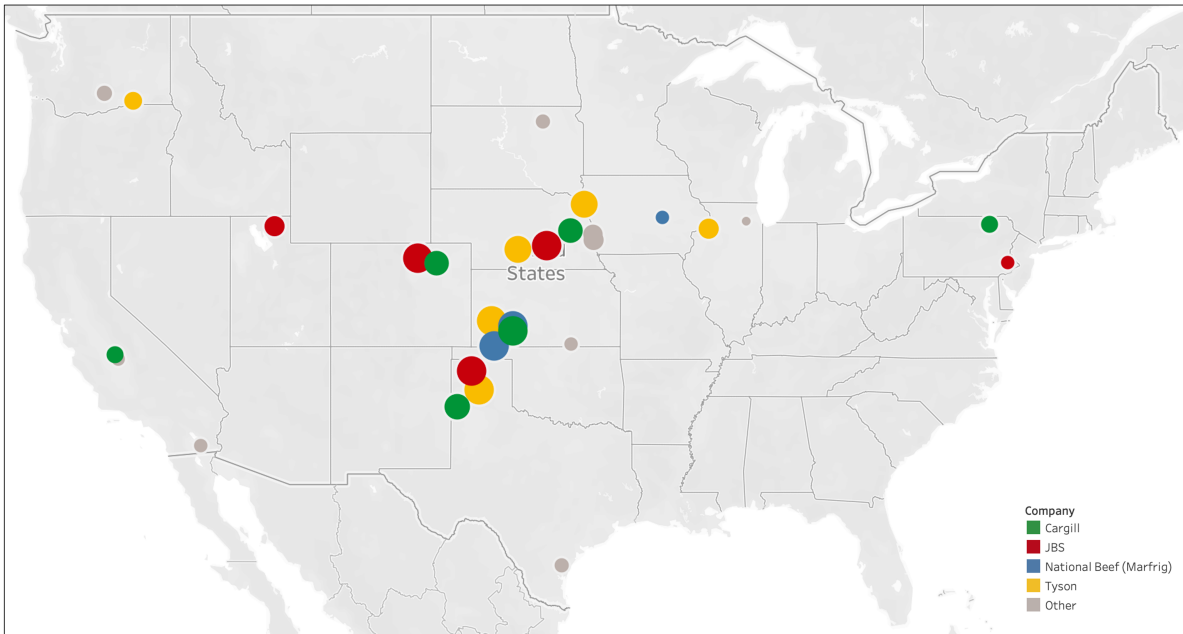 States
Company
Cargill
JBS
National Beef (Marfrig)
Tyson
Other